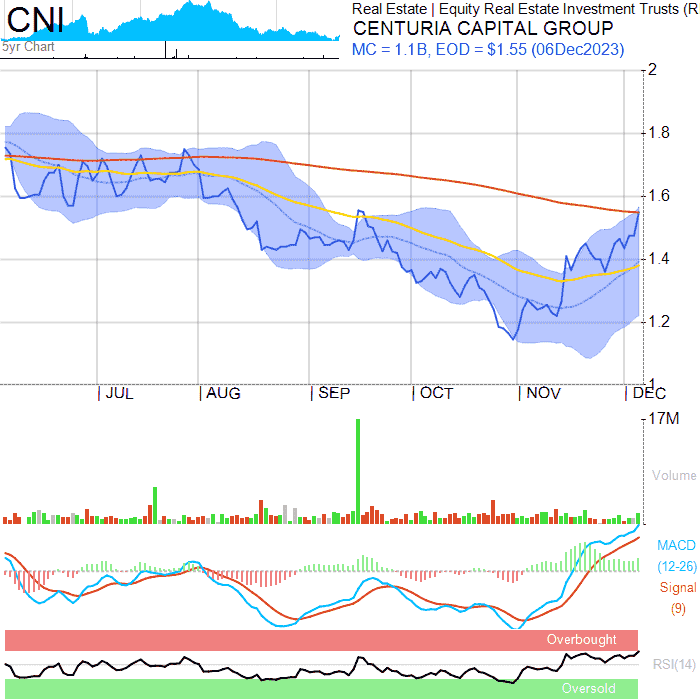 CNI
5yr Chart
Real Estate | Equity Real Estate Investment Trusts (R
CENTURIA CAPITAL GROUP
MC = 1.1B, EOD = $1.55 (06Dec2023)
2
1.8
1.6
1.4
1.2
1
JUL
AUG
SEP
OCT
NOV
DEC
17M
Volume
MACD
(12-26)
Signal
(9)
Overbought
RSI(14)
Oversold